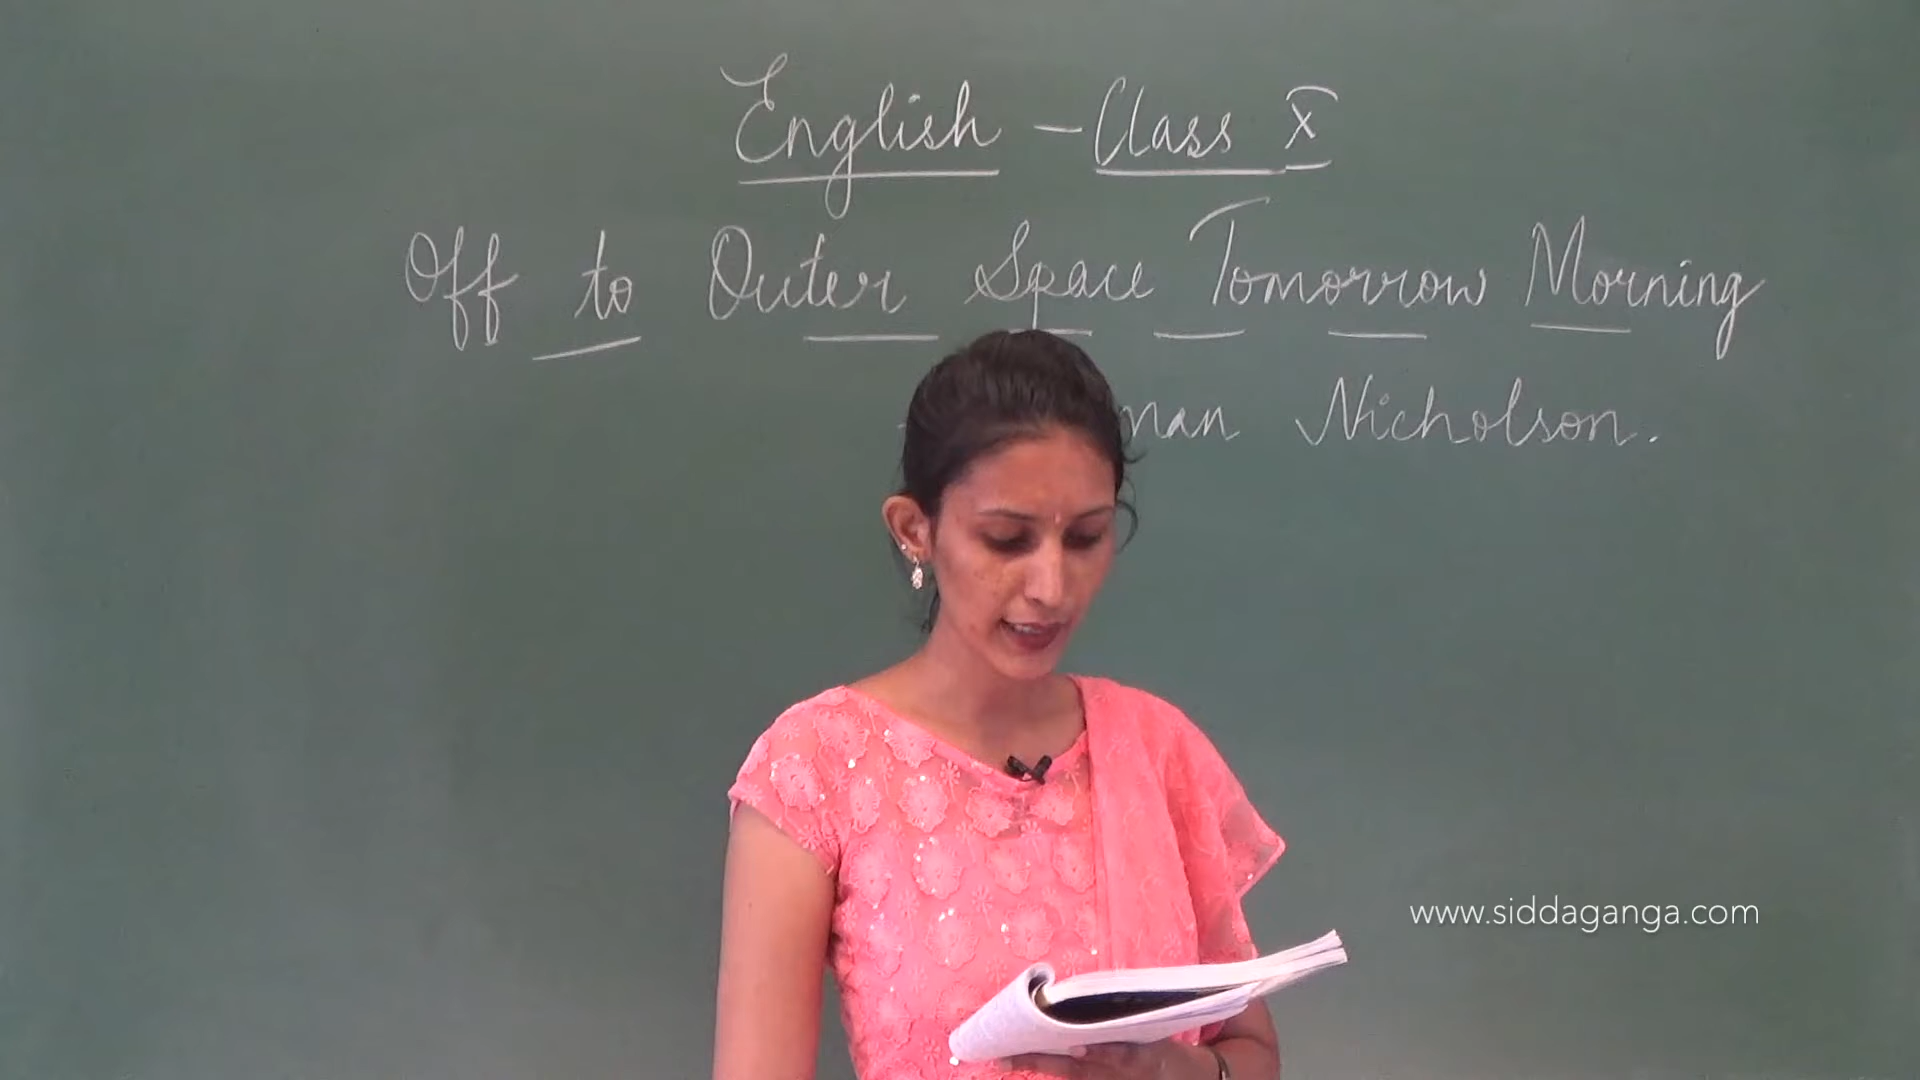 English - Class X
Off to Outer Space Tomorrow Morning
Nicholson.
www.siddaganga.com